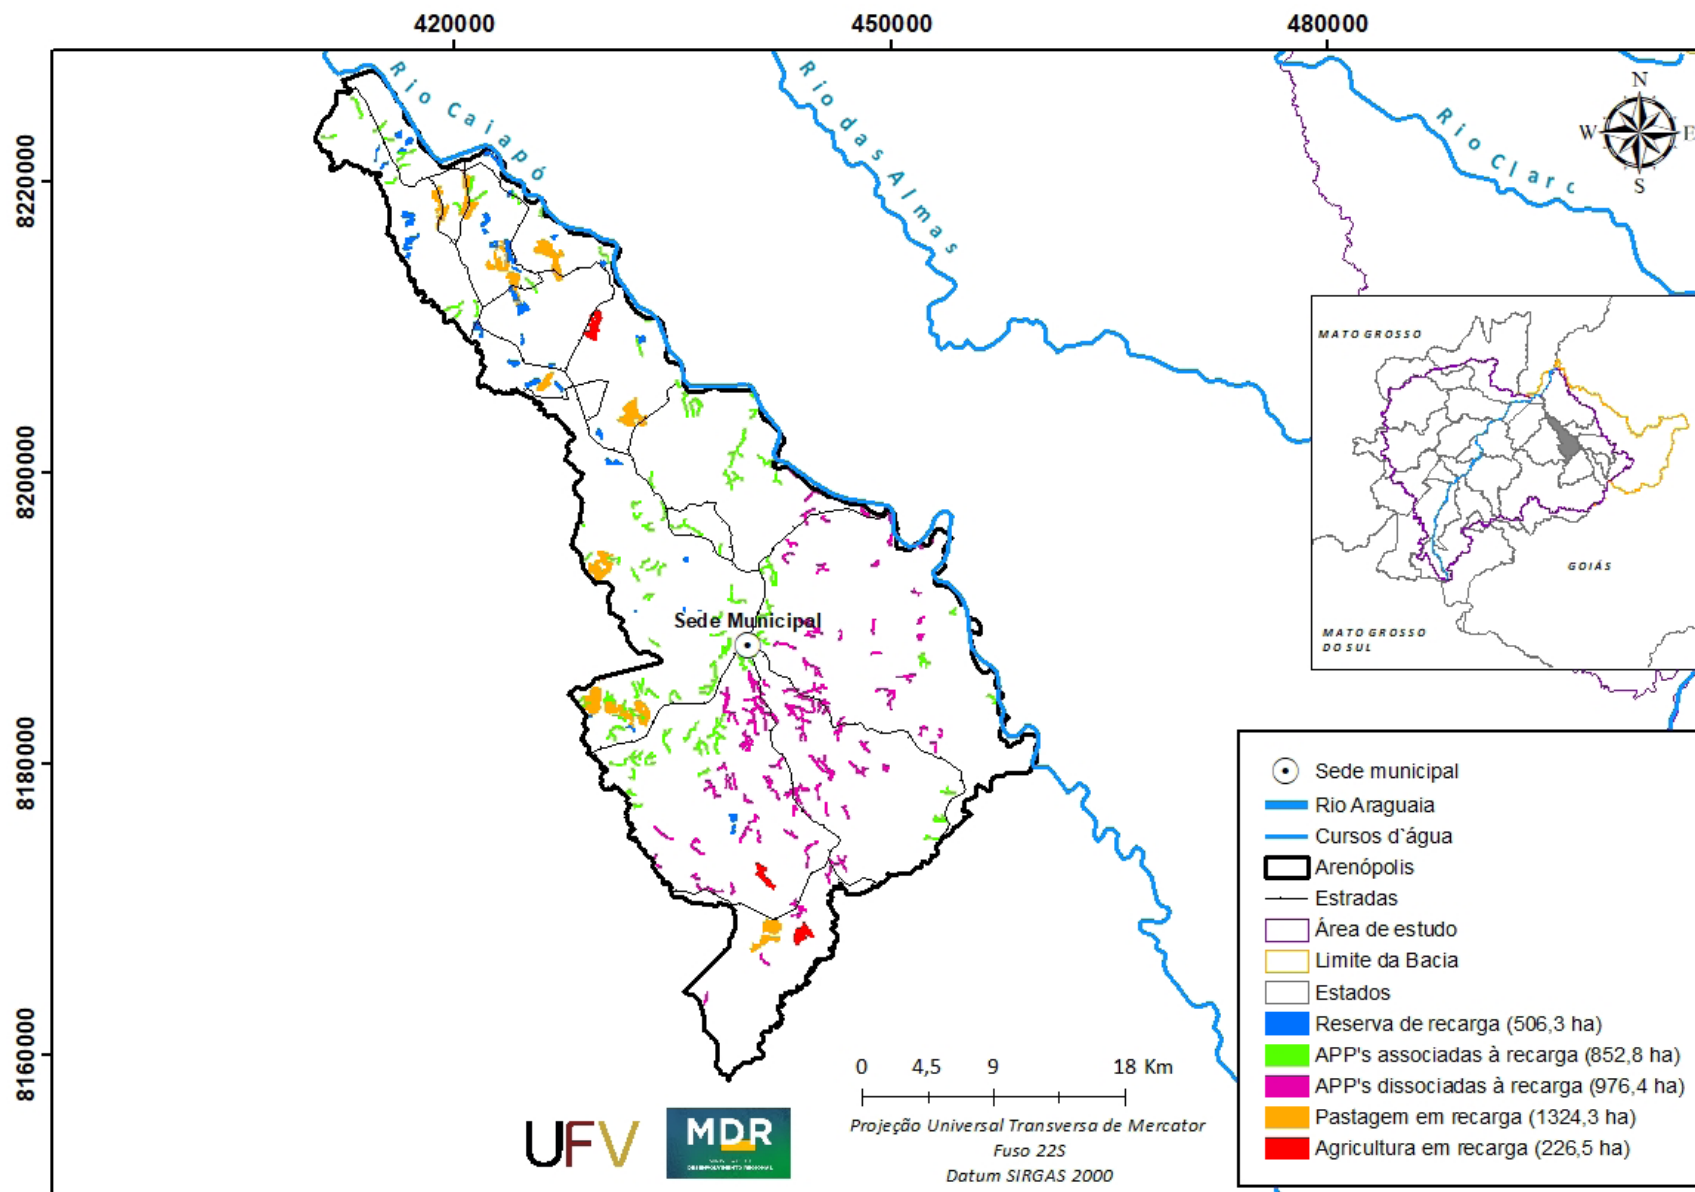 420000
450000
480000
8220000
8200000
8180000
8160000
Rio Caiapó
Rio das Almas
Rio Claro
N
W
E
S
MATO GROSSO
GOIÁS
MATO GROSSO
DO SUL
Sede Municipal
Sede municipal
Rio Araguaia
Cursos d`água
Arenópolis
Estradas
Área de estudo
Limite da Bacia
Estados
Reserva de recarga (506,3 ha)
APP's associadas à recarga (852,8 ha)
APP's dissociadas à recarga (976,4 ha)
Pastagem em recarga (1324,3 ha)
Agricultura em recarga (226,5 ha)
0 4,5 9 18 Km
Projeção Universal Transversa de Mercator
Fuso 22S
Datum SIRGAS 2000
UFV
MDR
DESENVOLVIMENTO REGIONAL